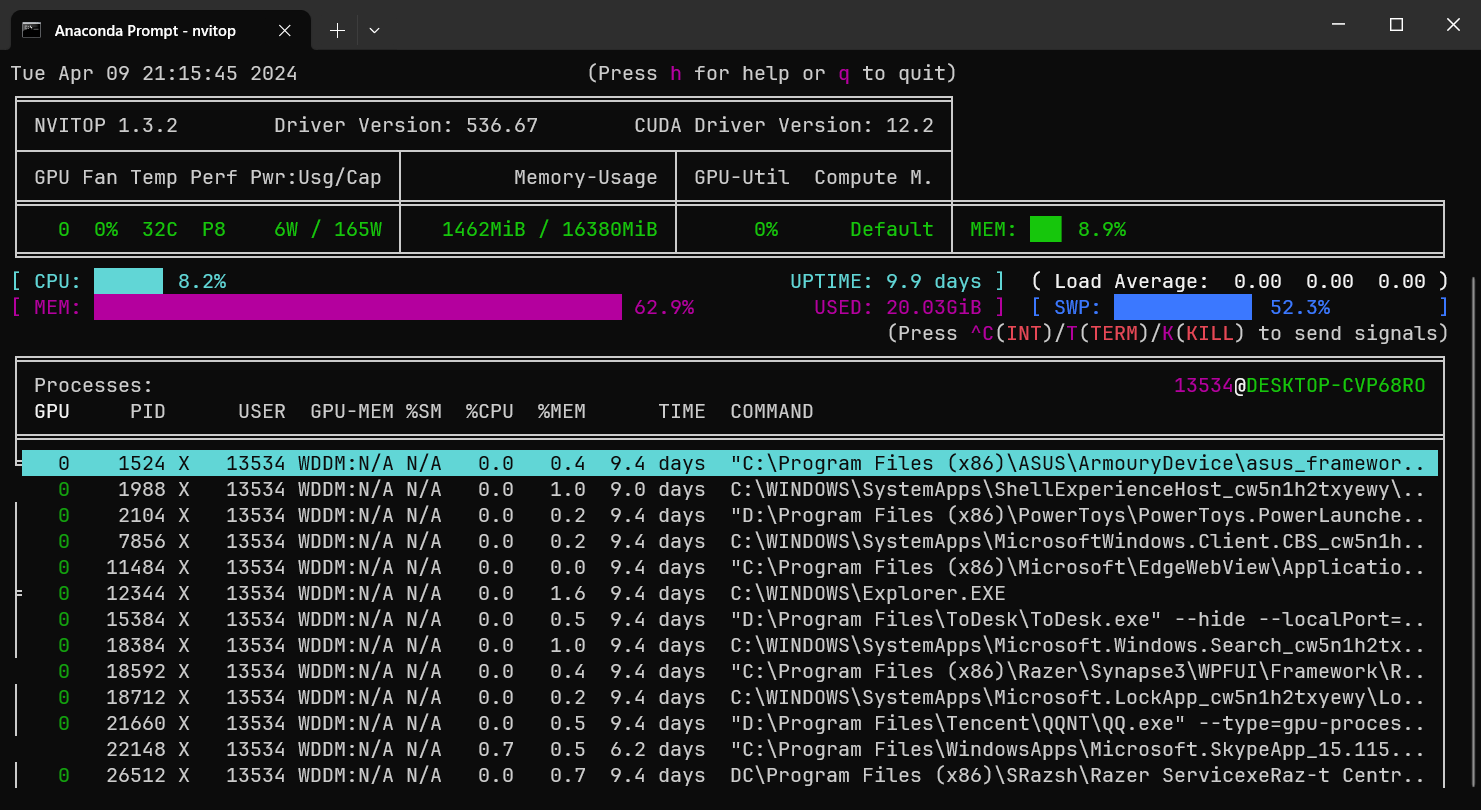 Anaconda Prompt - nvitop
Tue Apr 09 21:15:45 2024 (Press h for help or q to quit)
NVITOP 1.3.2 Driver Version: 536.67 CUDA Driver Version: 12.2
GPU Fan Temp Perf Pwr:Usg/Cap Memory-Usage GPU-Util Compute M.
0 0% 32C P8 6W / 165W 1462MiB / 16380MiB 0% Default MEM: 8.9%
[ CPU: 8.2% UPTIME: 9.9 days ] ( Load Average: 0.00 0.00 0.00 )
[ MEM: 62.9% USED: 20.03GiB ] [ SWP: 52.3% ]
(Press ^C(INT)/T(TERM)/K(KILL) to send signals)
Processes: 13534@DESKTOP-CVP68RO
GPU PID USER GPU-MEM %SM %CPU %MEM TIME COMMAND
0 1524 X 13534 WDDM:N/A N/A 0.0 0.4 9.4 days "C:\Program Files (x86)\ASUS\ArmouryDevice\asus_framewor..
0 1988 X 13534 WDDM:N/A N/A 0.0 1.0 9.0 days C:\WINDOWS\SystemApps\ShellExperienceHost_cw5n1h2txyewy\..
0 2104 X 13534 WDDM:N/A N/A 0.0 0.2 9.4 days "D:\Program Files (x86)\PowerToys\PowerToys.PowerLaunche..
0 7856 X 13534 WDDM:N/A N/A 0.0 0.2 9.4 days C:\WINDOWS\SystemApps\MicrosoftWindows.Client.CBS_cw5n1h..
0 11484 X 13534 WDDM:N/A N/A 0.0 0.0 9.4 days "C:\Program Files (x86)\Microsoft\EdgeWebView\Applicatio..
0 12344 X 13534 WDDM:N/A N/A 0.0 1.6 9.4 days C:\WINDOWS\Explorer.EXE
0 15384 X 13534 WDDM:N/A N/A 0.0 0.5 9.4 days "D:\Program Files\ToDesk\ToDesk.exe" --hide --localPort=..
0 18384 X 13534 WDDM:N/A N/A 0.0 1.0 9.4 days C:\WINDOWS\SystemApps\Microsoft.Windows.Search_cw5n1h2tx..
0 18592 X 13534 WDDM:N/A N/A 0.0 0.4 9.4 days "C:\Program Files (x86)\Razer\Synapse3\WPFUI\Framework\R..
0 18712 X 13534 WDDM:N/A N/A 0.0 0.2 9.4 days C:\WINDOWS\SystemApps\Microsoft.LockApp_cw5n1h2txyewy\Lo..
0 21660 X 13534 WDDM:N/A N/A 0.0 0.5 9.4 days "D:\Program Files\Tencent\QQNT\QQ.exe" --type=gpu-proces..
22148 X 13534 WDDM:N/A N/A 0.7 0.5 6.2 days "C:\Program Files\WindowsApps\Microsoft.SkypeApp_15.115...
0 26512 X 13534 WDDM:N/A N/A 0.0 0.7 9.4 days DC\Program Files (x86)\SRazsh\Razer ServicexeRaz-t Centr..